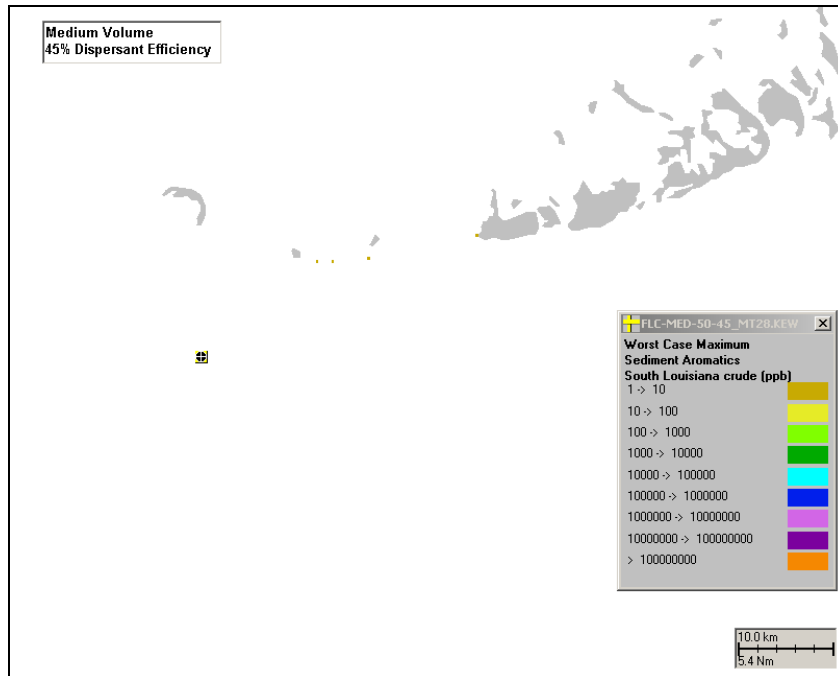 Medium Volume
45% Dispersant Efficiency
FLC-MED-50-45_MT28.KEW
Worst Case Maximum
Sediment Aromatics
South Louisiana crude (ppb)
1 -> 10
10 -> 100
100 -> 1000
1000 -> 10000
10000 -> 100000
100000 -> 1000000
1000000 -> 10000000
10000000 -> 100000000
> 100000000
10.0 km
5.4 Nm